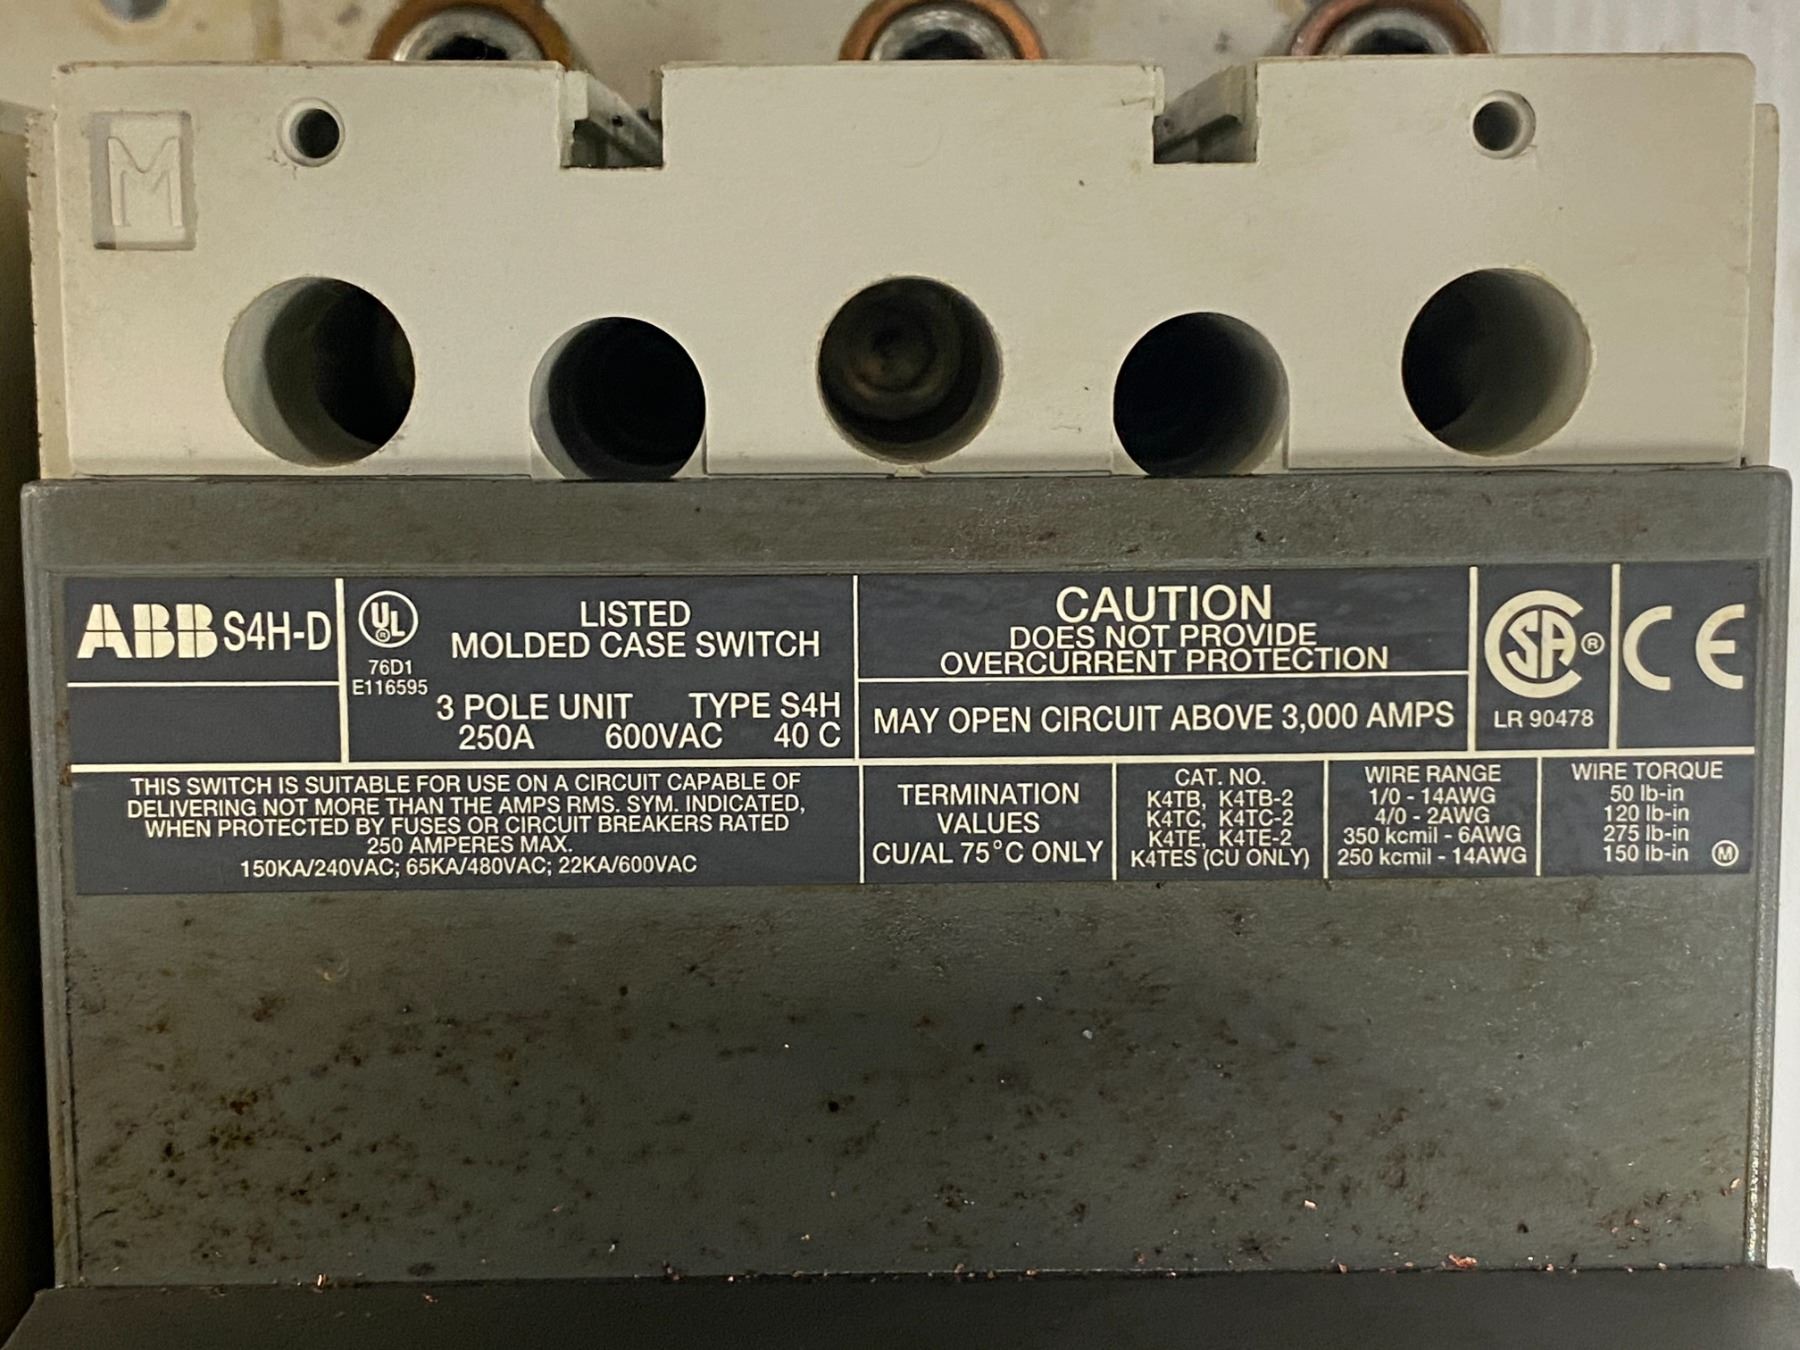 M
ABB S4H-D
UL ®
76D1
E116595
LISTED
MOLDED CASE SWITCH
3 POLE UNIT TYPE S4H
250A 600VAC 40 C
CAUTION
DOES NOT PROVIDE
OVERCURRENT PROTECTION
MAY OPEN CIRCUIT ABOVE 3,000 AMPS
CSA ®
LR 90478
CE
THIS SWITCH IS SUITABLE FOR USE ON A CIRCUIT CAPABLE OF
DELIVERING NOT MORE THAN THE AMPS RMS. SYM. INDICATED,
WHEN PROTECTED BY FUSES OR CIRCUIT BREAKERS RATED
250 AMPERES MAX.
150KA/240VAC; 65KA/480VAC; 22KA/600VAC
TERMINATION
VALUES
CU/AL 75°C ONLY
CAT. NO.
K4TB, K4TB-2
K4TC, K4TC-2
K4TE, K4TE-2
K4TES (CU ONLY)
WIRE RANGE
1/0 - 14AWG
4/0 - 2AWG
350 kcmil - 6AWG
250 kcmil - 14AWG
WIRE TORQUE
50 lb-in
120 lb-in
275 lb-in
150 lb-in Ⓜ